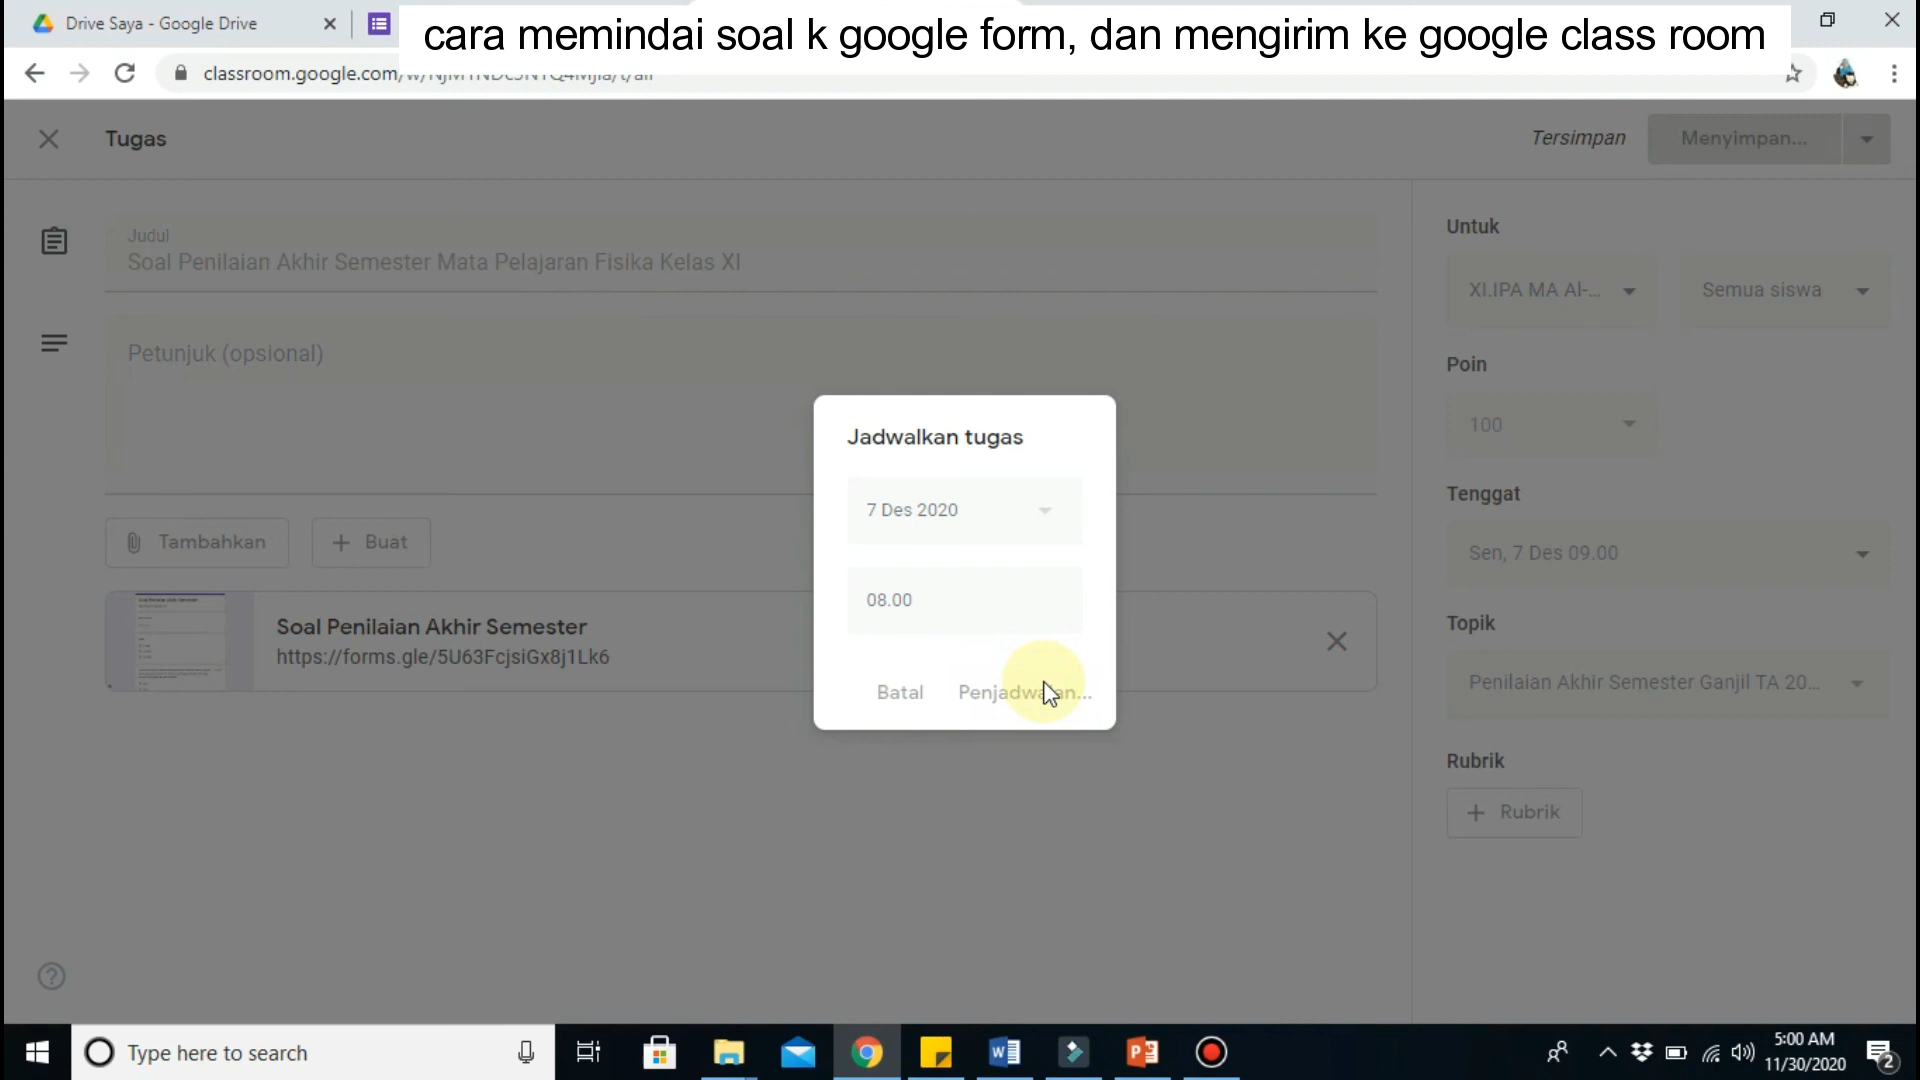 Drive Saya - Google Drive
cara memindai soal k google form, dan mengirim ke google class room
classroom.google.com
Tugas
Tersimpan
Menyimpan...
Judul
Soal Penilaian Akhir Semester Mata Pelajaran Fisika Kelas XI
Petunjuk (opsional)
Tambahkan
Buat
Soal Penilaian Akhir Semester
https://forms.gle/5U63FcjsiGx8j1Lk6
Jadwalkan tugas
7 Des 2020
08.00
Batal
Penjadwalan...
Untuk
XI.IPA MA Al-...
Semua siswa
Poin
100
Tenggat
Sen, 7 Des 09.00
Topik
Penilaian Akhir Semester Ganjil TA 20...
Rubrik
+ Rubrik
Type here to search
5:00 AM
11/30/2020
2